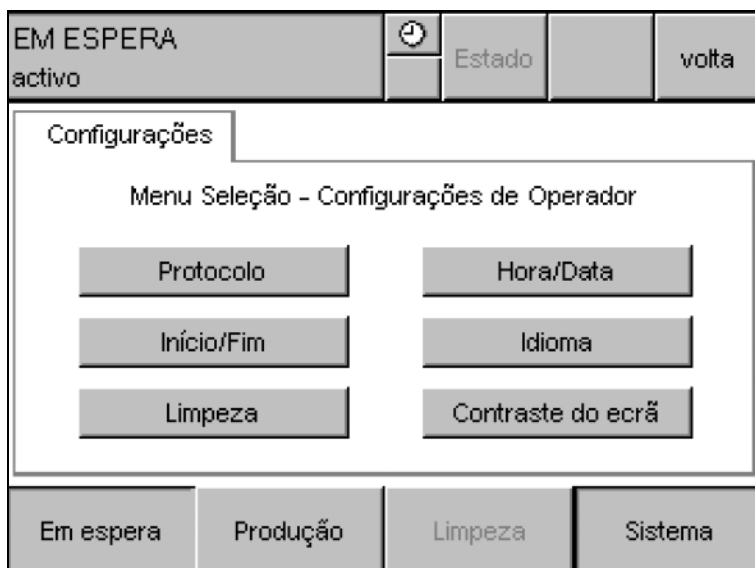 EM ESPERA
activo
Estado
volta
Configurações
Menu Seleção - Configurações de Operador
Protocolo
Hora/Data
Início/Fim
Idioma
Limpeza
Contraste do ecrã
Em espera
Produção
Limpeza
Sistema